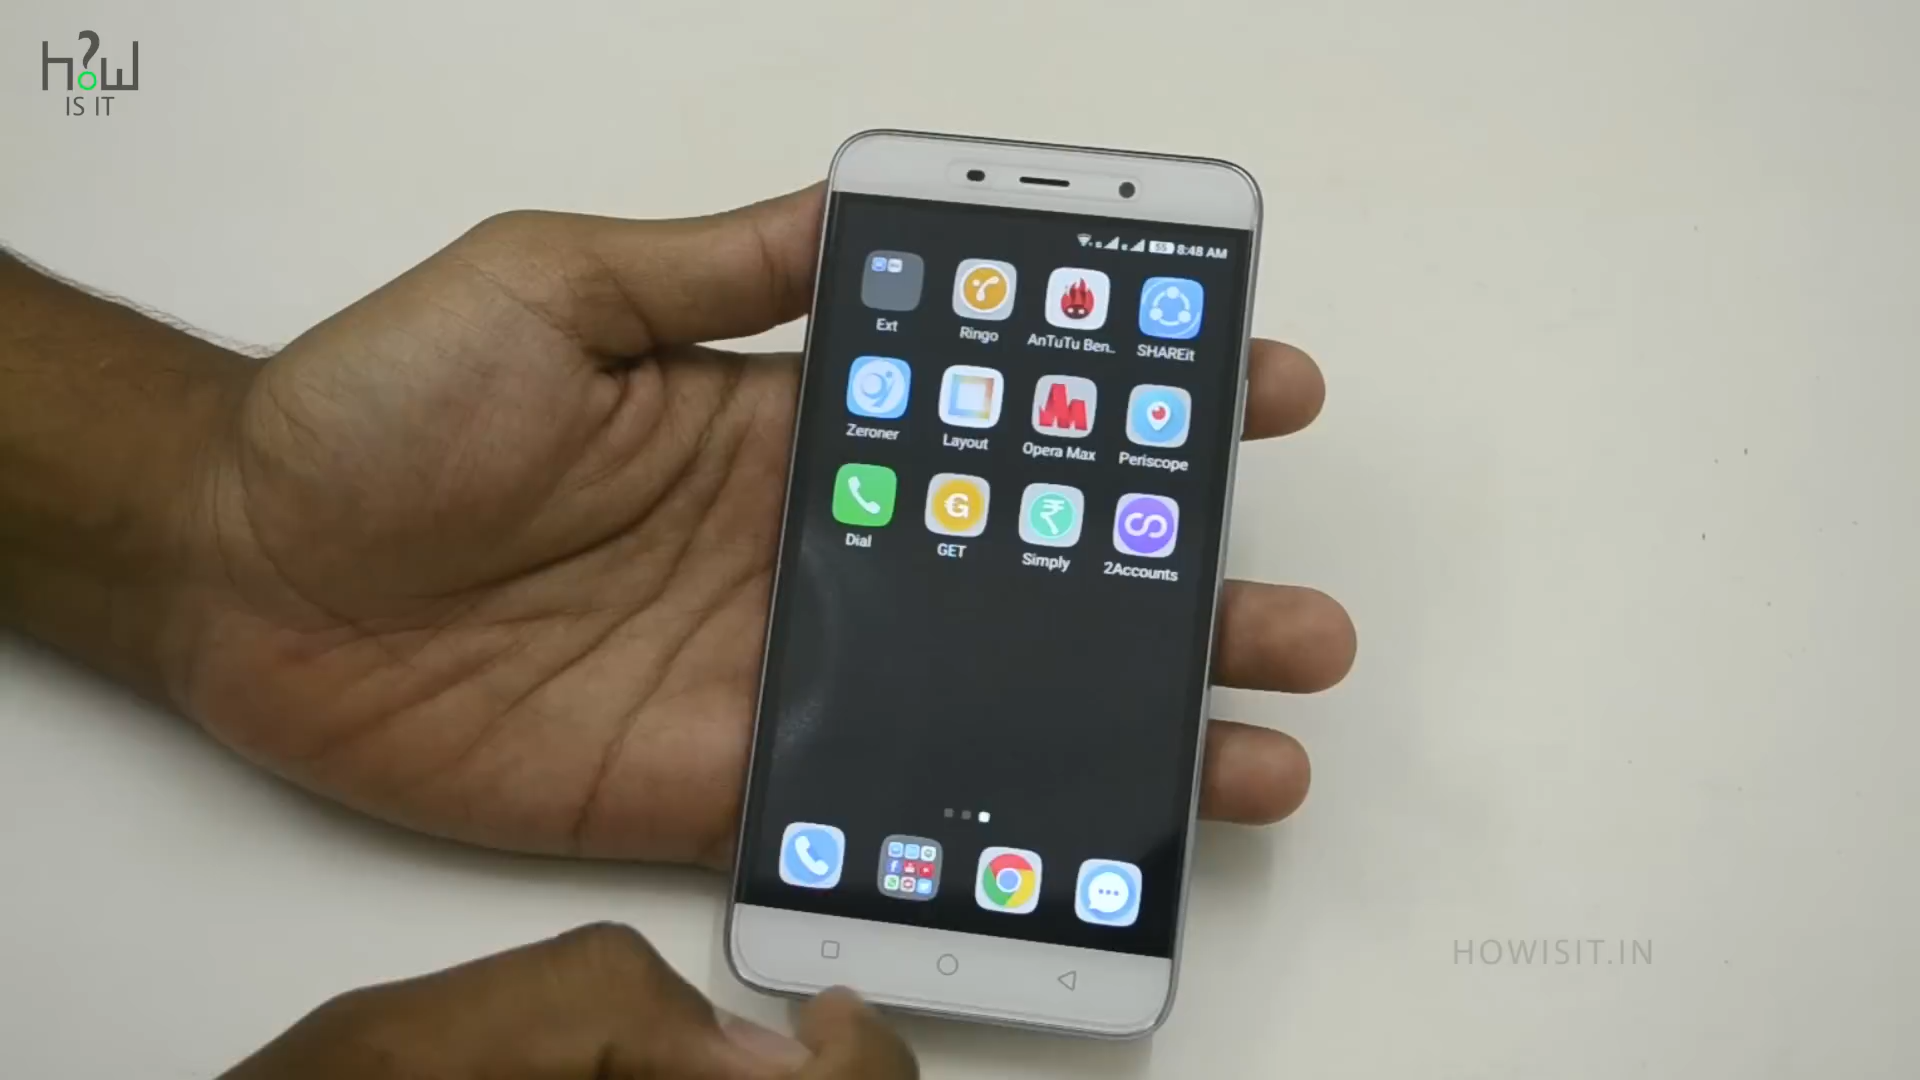 H?W
IS IT
55 8:48 AM
Ext
Ringo
AnTuTu Ben..
SHAREit
Zeroner
Layout
Opera Max
Periscope
Dial
GET
Simply
2Accounts
HOWISIT.IN